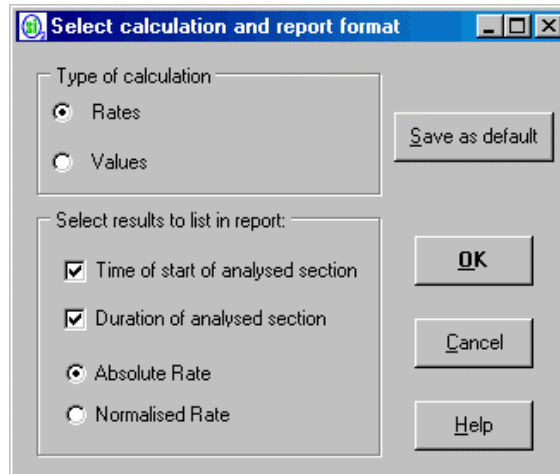 Select calculation and report format
Type of calculation
Rates
Values
Save as default
Select results to list in report:
Time of start of analysed section
Duration of analysed section
Absolute Rate
Normalised Rate
OK
Cancel
Help